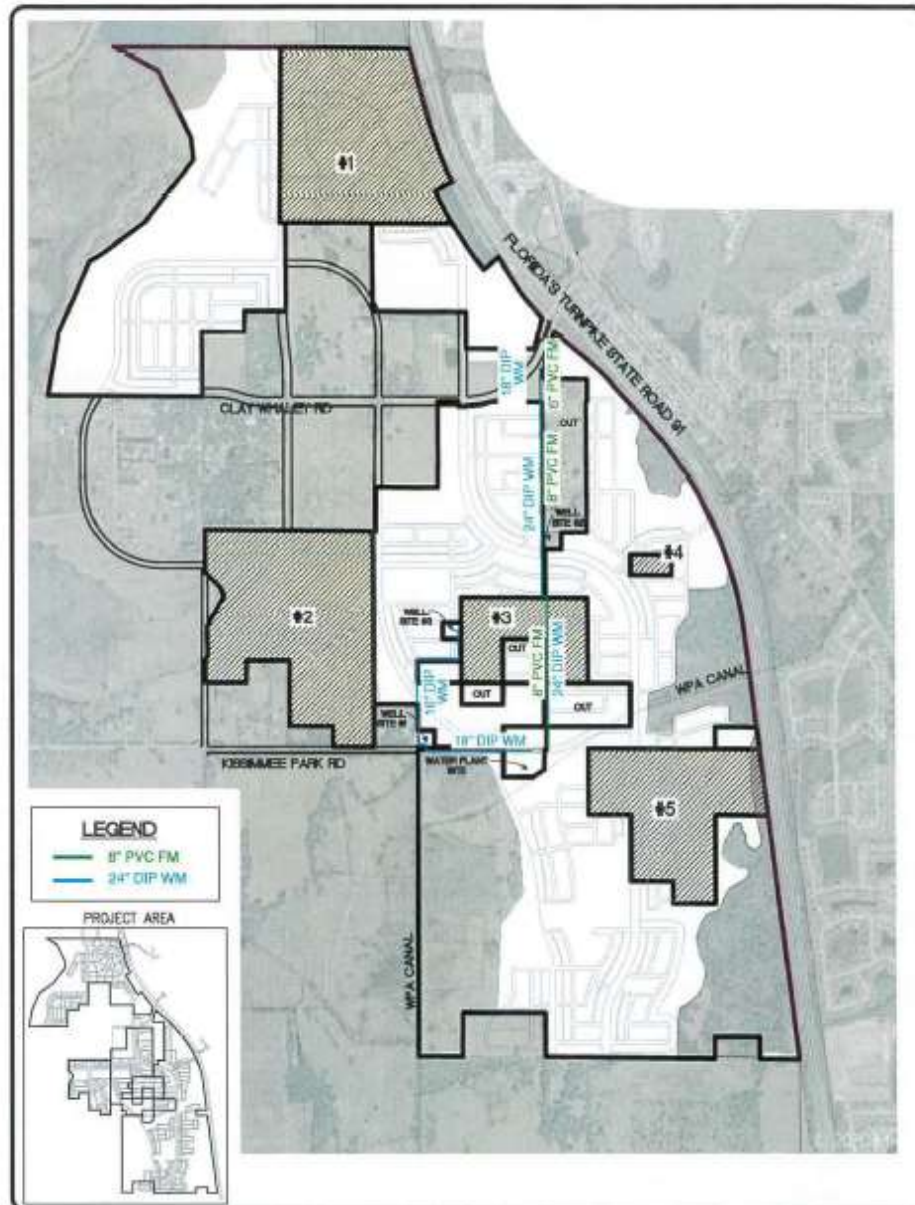 #1
FLORIDA'S TURNPIKE STATE ROAD 91
18" DIP
WM
6" PVC FM
CLAY WHALEY RD
OUT
8" PVC FM
24" DIP WM
WELL
SITE #2
#4
#2
WELL
SITE #3
#3
OUT
8" PVC FM
24" DIP WM
WPA CANAL
18" DIP
WM
OUT
OUT
WELL
SITE #1
18" DIP WM
KISSIMMEE PARK RD
WATER PLANT
#5
LEGEND
8" PVC FM
24" DIP WM
PROJECT AREA
WPA CANAL